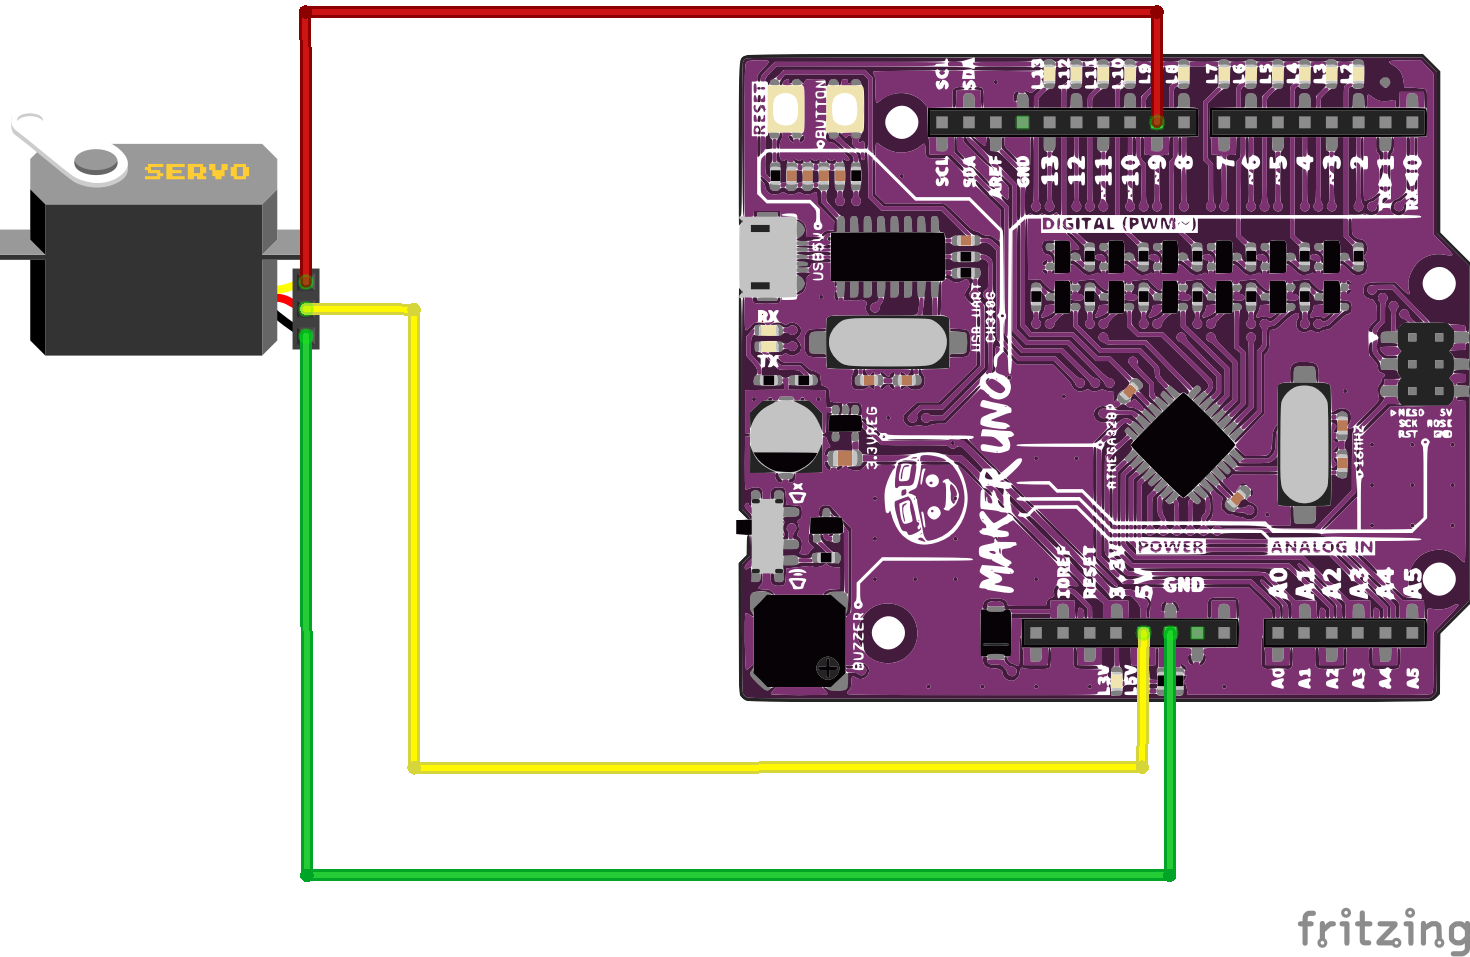 SERVO
RESET
BUTTON
SCL
SDA
L13
L12
L11
L10
L9
L8
L7
L6
L5
L4
L3
L2
SCL
SDA
AREF
GND
13
12
~11
~10
~9
8
7
~6
~5
4
~3
2
TX▶1
RX◀0
DIGITAL (PWM~)
USB5V
USB UART
CH340G
RX
TX
3.3VREG
MAKER UNO
ATMEGA328P
16MHZ
MISO 5V
SCK MOSI
RST GND
POWER
ANALOG IN
IOREF
RESET
3.3V
5V
GND
A0
A1
A2
A3
A4
A5
BUZZER
L3V
L5V
A0
A1
A2
A3
A4
A5
fritzing